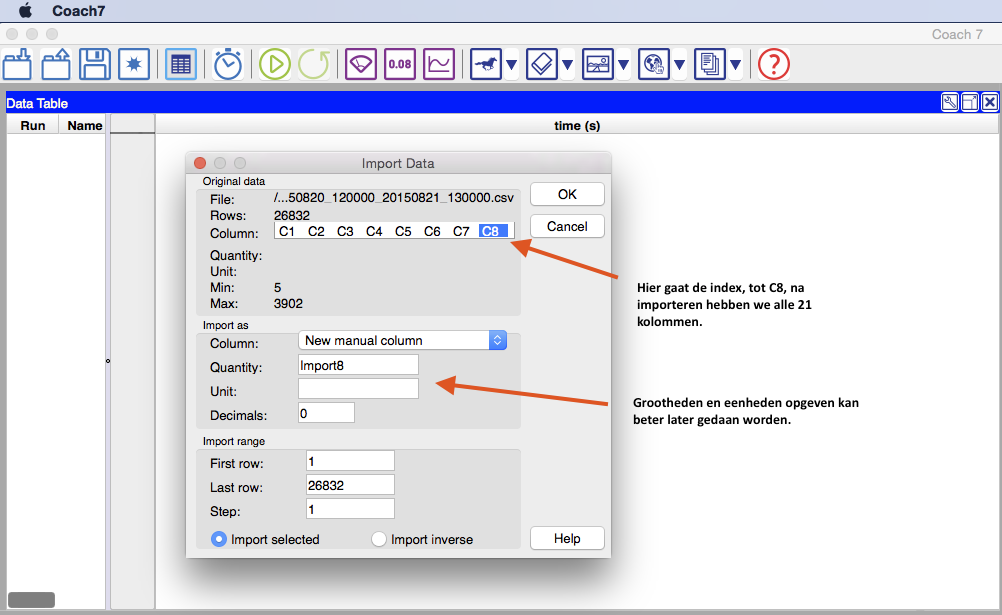 Coach7
Coach 7
0.08
?
Data Table
Run Name time (s)
Import Data
Original data
File: /...50820_120000_20150821_130000.csv
Rows: 26832
Column: C1 C2 C3 C4 C5 C6 C7 C8
Quantity:
Unit:
Min: 5
Max: 3902
OK
Cancel
Hier gaat de index, tot C8, na
importeren hebben we alle 21
kolommen.
Import as
Column: New manual column
Quantity: Import8
Unit:
Decimals: 0
Grootheden en eenheden opgeven kan
beter later gedaan worden.
Import range
First row: 1
Last row: 26832
Step: 1
Import selected Import inverse
Help